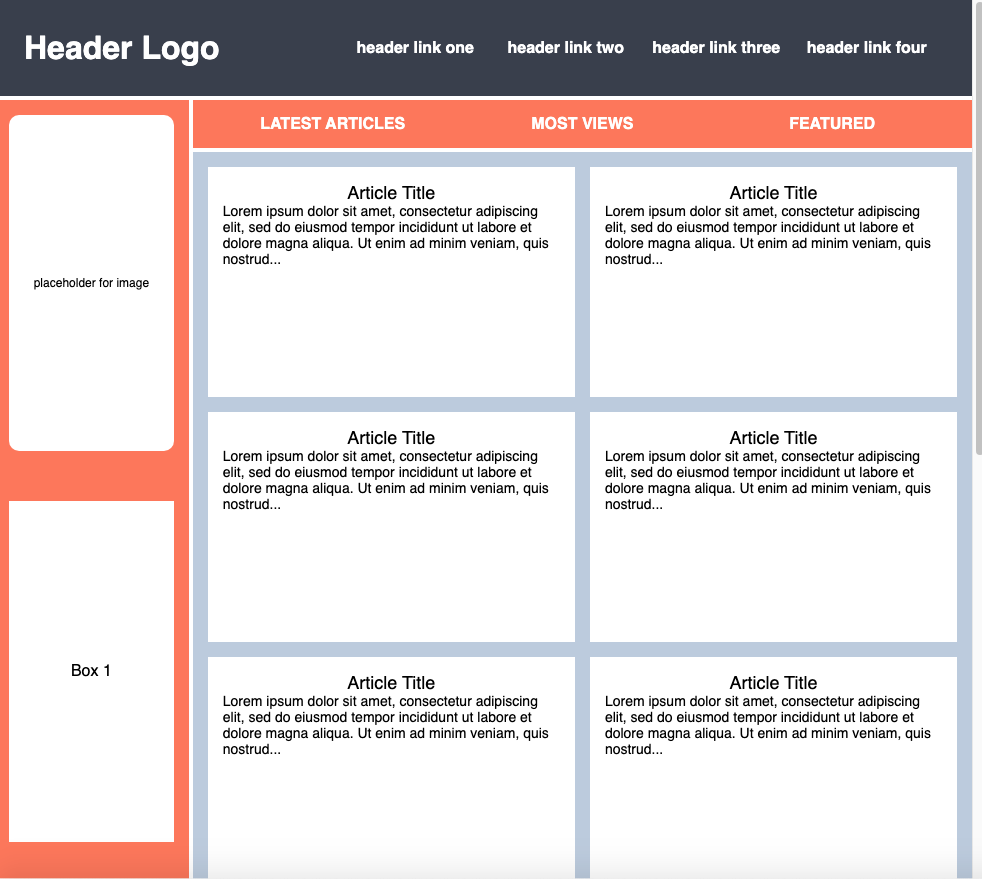 Header Logo
header link one
header link two
header link three
header link four
placeholder for image
Box 1
LATEST ARTICLES
MOST VIEWS
FEATURED
Article Title
Lorem ipsum dolor sit amet, consectetur adipiscing
elit, sed do eiusmod tempor incididunt ut labore et
dolore magna aliqua. Ut enim ad minim veniam, quis
nostrud...
Article Title
Lorem ipsum dolor sit amet, consectetur adipiscing
elit, sed do eiusmod tempor incididunt ut labore et
dolore magna aliqua. Ut enim ad minim veniam, quis
nostrud...
Article Title
Lorem ipsum dolor sit amet, consectetur adipiscing
elit, sed do eiusmod tempor incididunt ut labore et
dolore magna aliqua. Ut enim ad minim veniam, quis
nostrud...
Article Title
Lorem ipsum dolor sit amet, consectetur adipiscing
elit, sed do eiusmod tempor incididunt ut labore et
dolore magna aliqua. Ut enim ad minim veniam, quis
nostrud...
Article Title
Lorem ipsum dolor sit amet, consectetur adipiscing
elit, sed do eiusmod tempor incididunt ut labore et
dolore magna aliqua. Ut enim ad minim veniam, quis
nostrud...
Article Title
Lorem ipsum dolor sit amet, consectetur adipiscing
elit, sed do eiusmod tempor incididunt ut labore et
dolore magna aliqua. Ut enim ad minim veniam, quis
nostrud...